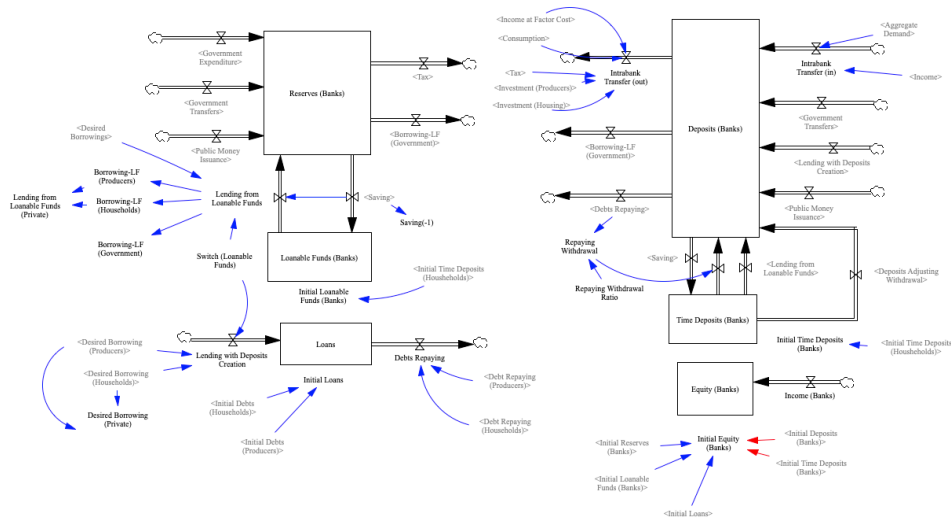 <Government
Expenditure>
Reserves (Banks)
<Tax>
<Government
Transfers>
<Desired
Borrowings>
<Public Money
Issuance>
<Borrowing-LF
(Government)>
Borrowing-LF
(Producers)
Lending from
Loanable Funds
(Private)
Borrowing-LF
(Households)
Lending from
Loanable Funds
<Saving>
Saving(-1)
Borrowing-LF
(Government)
Switch (Loanable
Funds)
Loanable Funds (Banks)
Initial Loanable
Funds (Banks)
<Initial Time Deposits
(Housheholds)>
<Desired Borrowing
(Producers)>
Lending with Deposits
Creation
Loans
Debts Repaying
<Desired Borrowing
(Households)>
Desired Borrowing
(Private)
Initial Loans
<Initial Debts
(Households)>
<Initial Debts
(Producers)>
<Debt Repaying
(Producers)>
<Debt Repaying
(Households)>
<Income at Factor Cost>
<Consumption>
<Tax>
<Investment (Producers)>
<Investment (Housing)>
Intrabank
Transfer (out)
Deposits (Banks)
<Aggregate
Demand>
Intrabank
Transfer (in)
<Income>
<Government
Transfers>
<Borrowing-LF
(Government)>
<Lending with Deposits
Creation>
<Debts Repaying>
<Public Money
Issuance>
Repaying
Withdrawal
<Saving>
<Lending from
Loanable Funds>
<Deposits Adjusting
Withdrawal>
Repaying Withdrawal
Ratio
Time Deposits (Banks)
Initial Time Deposits
(Banks)
<Initial Time Deposits
(Housheholds)>
Equity (Banks)
Income (Banks)
<Initial Reserves
(Banks)>
Initial Equity
(Banks)
<Initial Deposits
(Banks)>
<Initial Time Deposits
(Banks)>
<Initial Loanable
Funds (Banks)>
<Initial Loans>